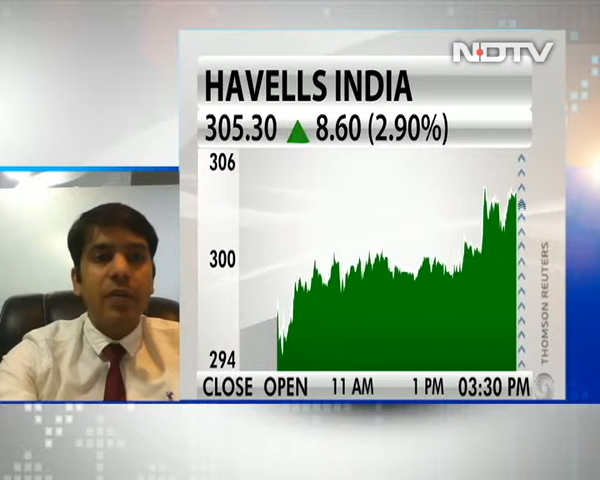 NDTV
HAVELLS INDIA
305.30 ▲ 8.60 (2.90%)
306
300
294
CLOSE OPEN 11 AM 1 PM 03:30 PM
THOMSON REUTERS